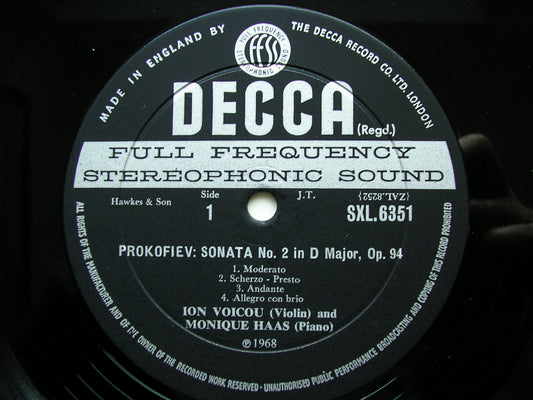 MADE IN ENGLAND BY
THE DECCA RECORD CO. LTD. LONDON
FULL FREQUENCY
ffss
STEREOPHONIC SOUND
DECCA
(Regd.)
FULL FREQUENCY
STEREOPHONIC SOUND
Hawkes & Son
Side
1
J.T.
{ZAL.8252}
SXL.6351
PROKOFIEV: SONATA No. 2 in D Major, Op. 94
1. Moderato
2. Scherzo - Presto
3. Andante
4. Allegro con brio
ION VOICOU (Violin) and
MONIQUE HAAS (Piano)
℗ 1968
ALL RIGHTS OF THE MANUFACTURER AND OF THE OWNER OF THE RECORDED WORK RESERVED · UNAUTHORISED PUBLIC PERFORMANCE BROADCASTING AND COPYING OF THIS RECORD PROHIBITED